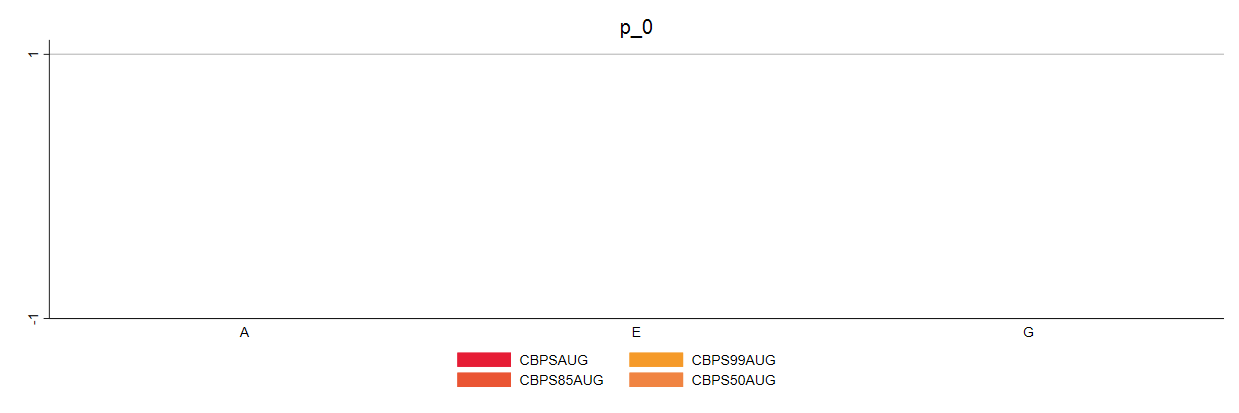 p_0
1
-1
A E G
CBPSAUG CBPS99AUG
CBPS85AUG CBPS50AUG